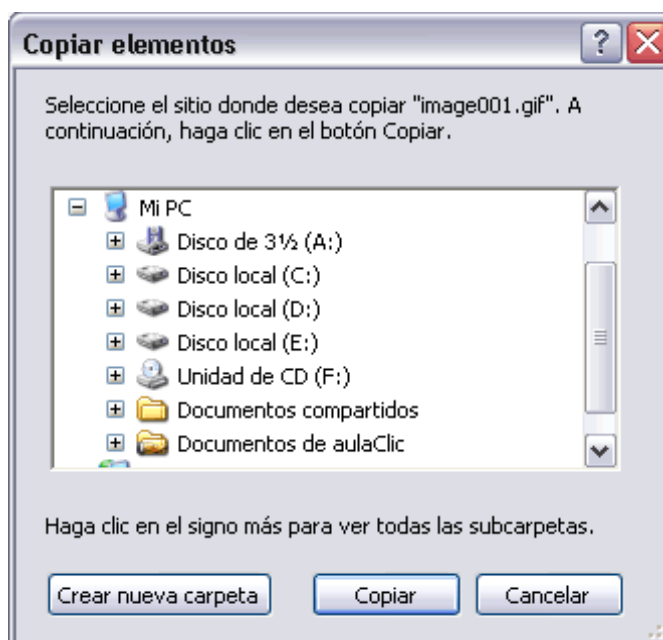 Copiar elementos
Seleccione el sitio donde desea copiar "image001.gif". A
continuación, haga clic en el botón Copiar.
Mi PC
Disco de 3½ (A:)
Disco local (C:)
Disco local (D:)
Disco local (E:)
Unidad de CD (F:)
Documentos compartidos
Documentos de aulaClic
Haga clic en el signo más para ver todas las subcarpetas.
Crear nueva carpeta Copiar Cancelar